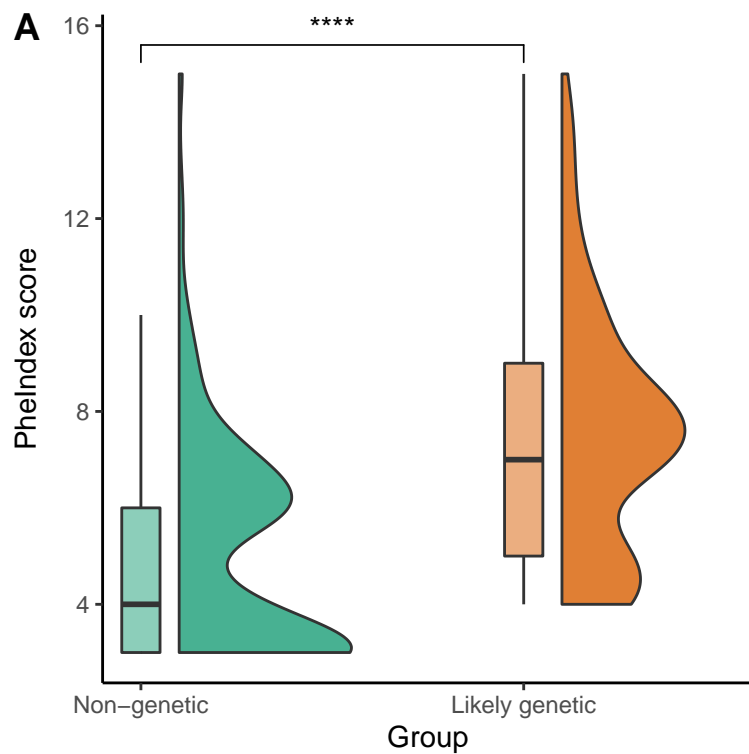 A
****
16
12
8
4
PheIndex score
Non−genetic
Likely genetic
Group